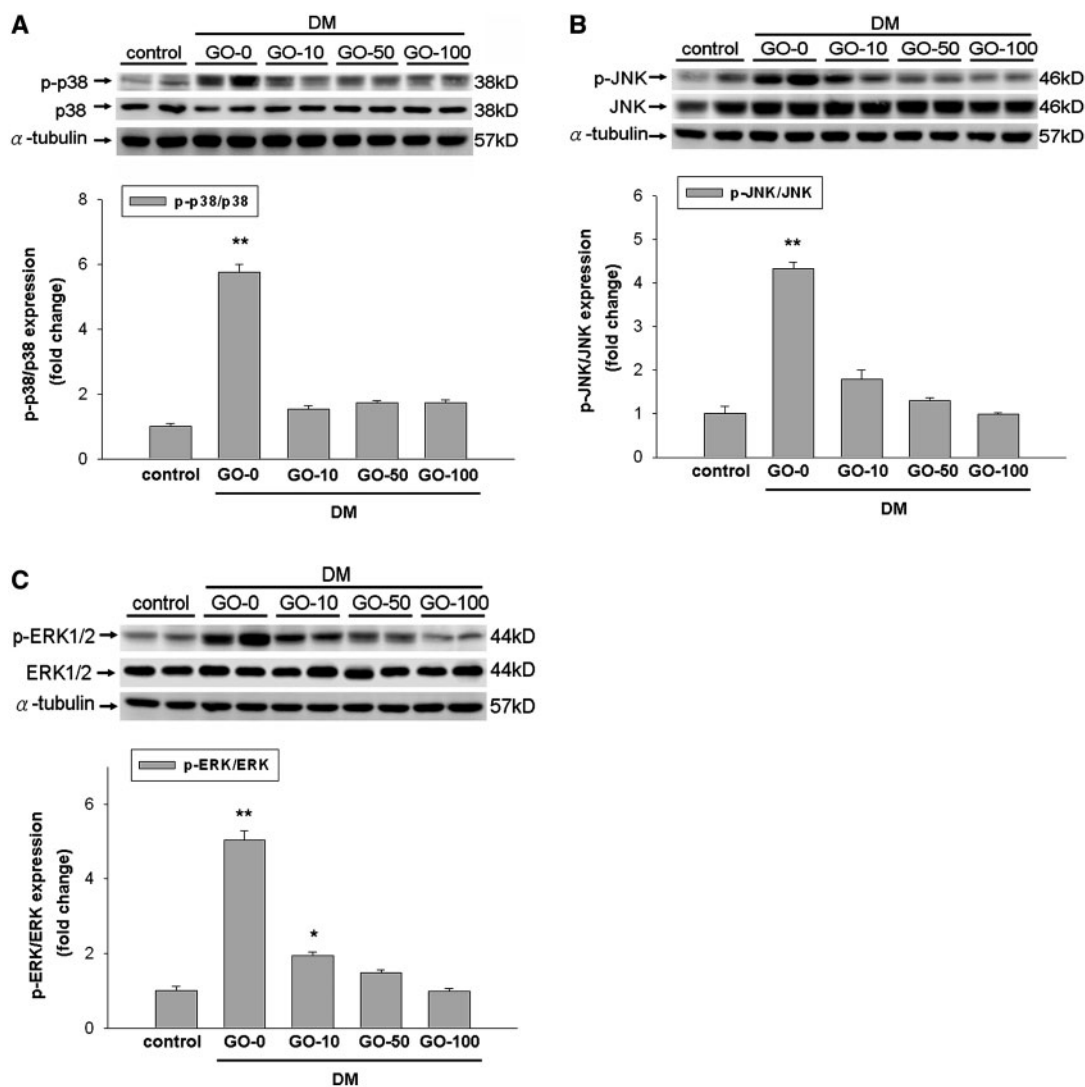 A
DM
control GO-0 GO-10 GO-50 GO-100
p-p38 38kD
p38 38kD
α-tubulin 57kD
8
6
4
2
0
p-p38/p38
**
p-p38/p38 expression
(fold change)
control GO-0 GO-10 GO-50 GO-100
DM
B
DM
control GO-0 GO-10 GO-50 GO-100
p-JNK 46kD
JNK 46kD
α-tubulin 57kD
6
5
4
3
2
1
0
p-JNK/JNK
**
p-JNK/JNK expression
(fold change)
control GO-0 GO-10 GO-50 GO-100
DM
C
DM
control GO-0 GO-10 GO-50 GO-100
p-ERK1/2 44kD
ERK1/2 44kD
α-tubulin 57kD
p-ERK/ERK
6
4
2
0
**
*
p-ERK/ERK expression
(fold change)
control GO-0 GO-10 GO-50 GO-100
DM